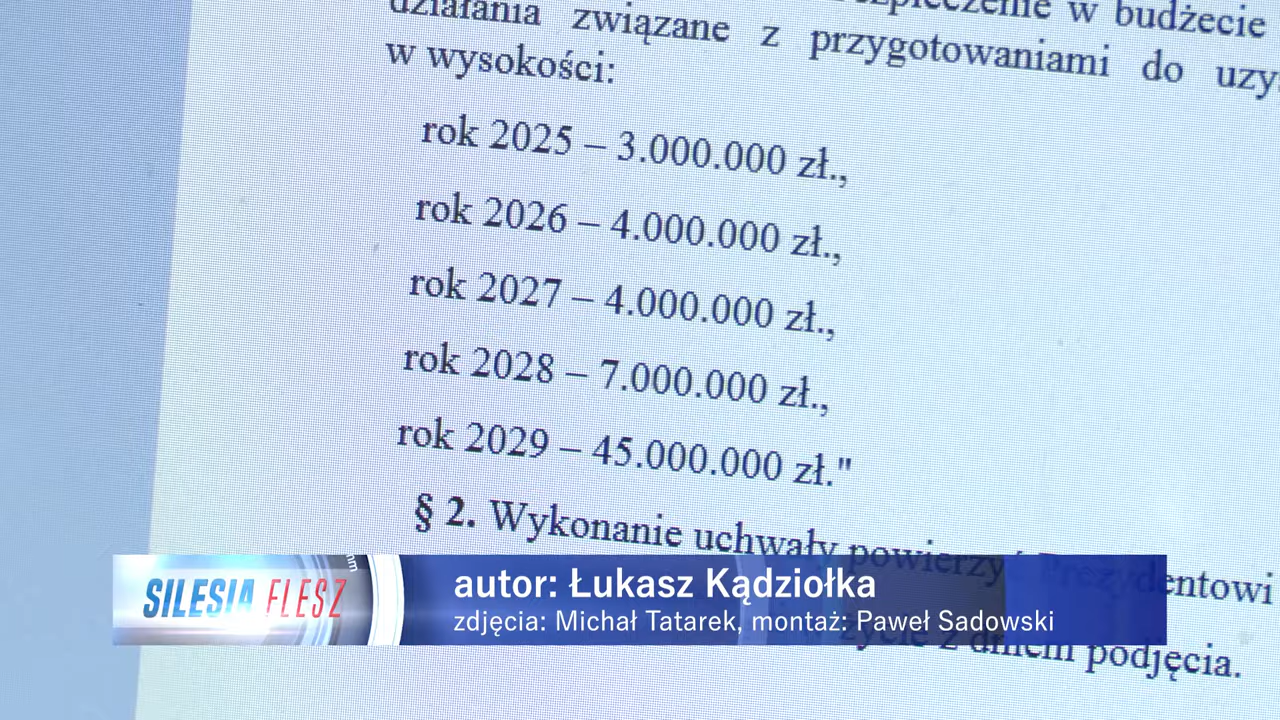 działania związane z przygotowaniami do
w budżecie
w wysokości:
rok 2025 – 3.000.000 zł.,
rok 2026 – 4.000.000 zł.,
rok 2027 – 4.000.000 zł.,
rok 2028 – 7.000.000 zł.,
rok 2029 – 45.000.000 zł."
§ 2. Wykonanie uchwały
z dniem podjęcia.
SILESIA FLESZ
autor: Łukasz Kądziołka
zdjęcia: Michał Tatarek, montaż: Paweł Sadowski